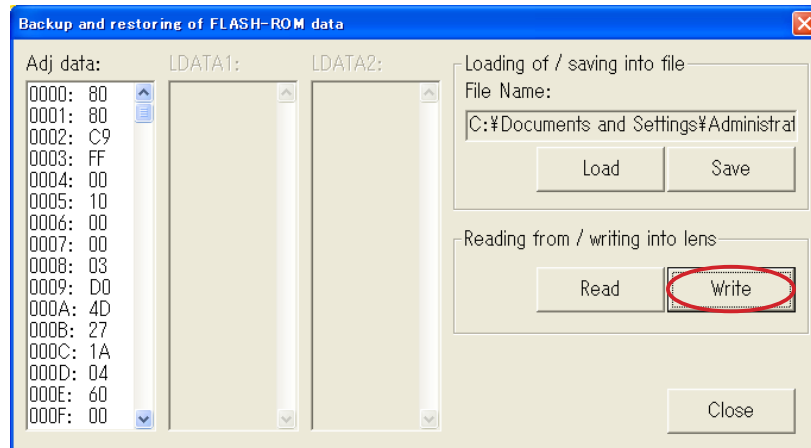 Backup and restoring of FLASH-ROM data
Adj data:
LDATA1:
LDATA2:
0000: 80
0001: 80
0002: C9
0003: FF
0004: 00
0005: 10
0006: 00
0007: 00
0008: 03
0009: D0
000A: 4D
000B: 27
000C: 1A
000D: 04
000E: 60
000F: 00
Loading of / saving into file
File Name:
C:¥Documents and Settings¥Administrat
Load
Save
Reading from / writing into lens
Read
Write
Close